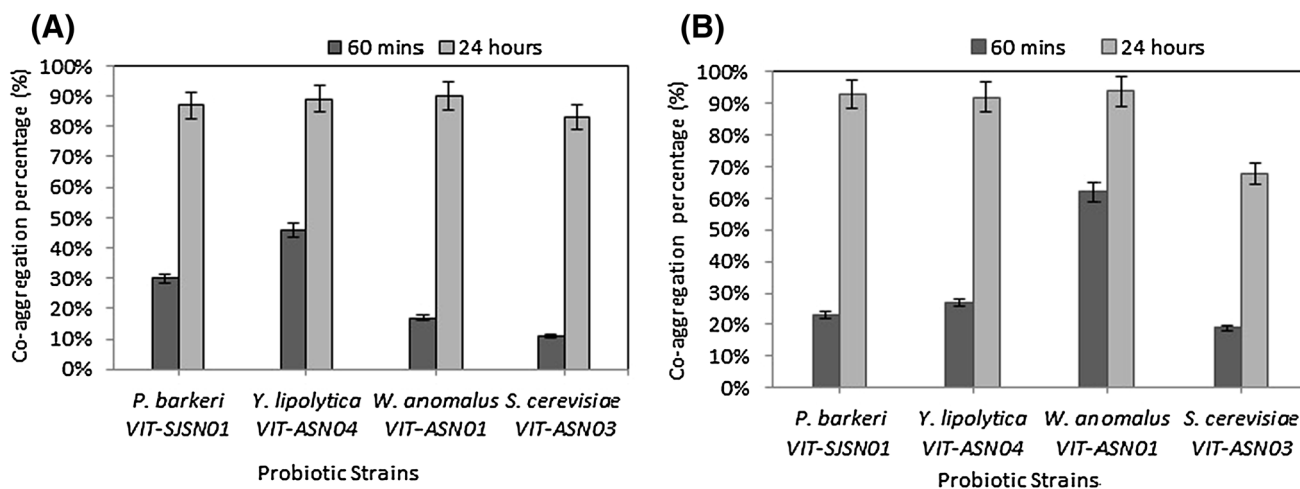 (A)
60 mins 24 hours
Co-aggregation percentage (%)
100%
90%
80%
70%
60%
50%
40%
30%
20%
10%
0%
P. barkeri Y. lipolytica W. anomalus S. cerevisiae
VIT-SJSN01 VIT-ASN04 VIT-ASN01 VIT-ASN03
Probiotic Strains
(B)
60 mins 24 hours
Co-aggregation percentage (%)
100%
90%
80%
70%
60%
50%
40%
30%
20%
10%
0%
P. barkeri Y. lipolytica W. anomalus S. cerevisiae
VIT-SJSN01 VIT-ASN04 VIT-ASN01 VIT-ASN03
Probiotic Strains